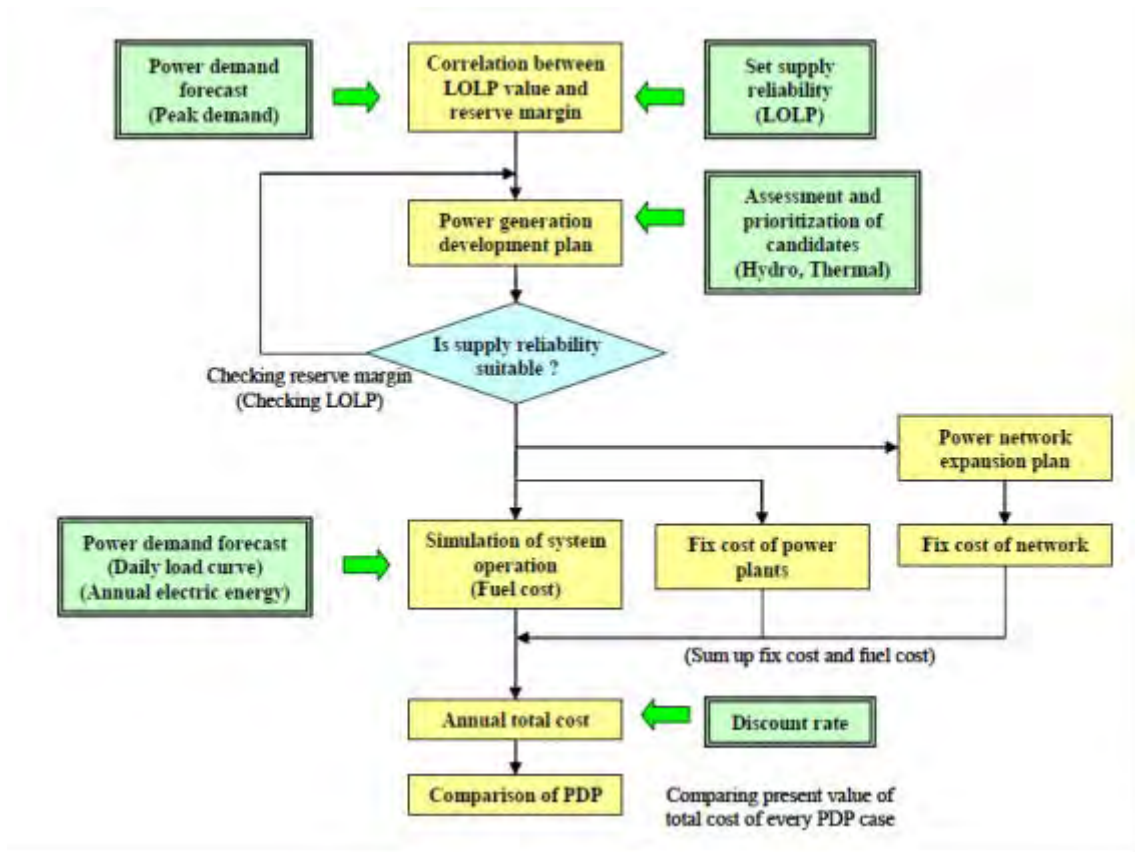 Power demand
forecast
(Peak demand)
Correlation between
LOLP value and
reserve margin
Set supply
reliability
(LOLP)
Power generation
development plan
Assessment and
prioritization of
candidates
(Hydro, Thermal)
Is supply reliability
suitable ?
Checking reserve margin
(Checking LOLP)
Power network
expansion plan
Power demand forecast
(Daily load curve)
(Annual electric energy)
Simulation of system
operation
(Fuel cost)
Fix cost of power
plants
Fix cost of network
(Sum up fix cost and fuel cost)
Annual total cost
Discount rate
Comparison of PDP
Comparing present value of
total cost of every PDP case